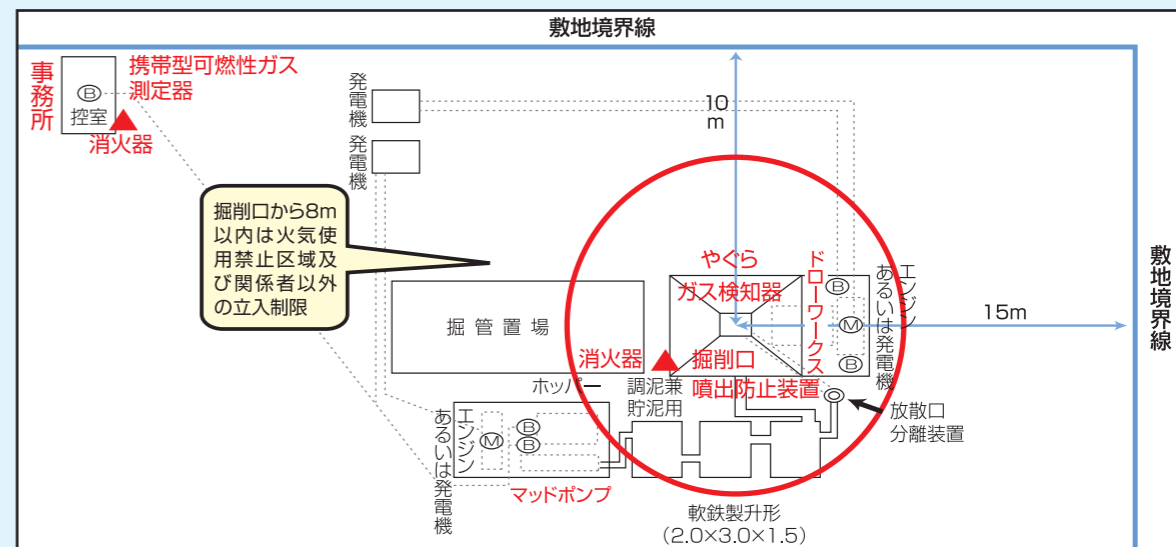 敷地境界線
事務所
Ⓑ
控室
携帯型可燃性ガス
測定器
消火器
発電機
発電機
10
m
掘削口から8m
以内は火気使
用禁止区域及
び関係者以外
の立入制限
やぐら
ガス検知器
ドローワークス
Ⓑ
Ⓜ
Ⓑ
エンジン
あるいは発電機
15m
敷地境界線
掘管置場
消火器
掘削口
噴出防止装置
ホッパー
調泥兼
貯泥用
放散口
分離装置
エンジン
あるいは発電機
Ⓜ
Ⓑ
Ⓑ
マッドポンプ
軟鉄製升形
（2.0×3.0×1.5）